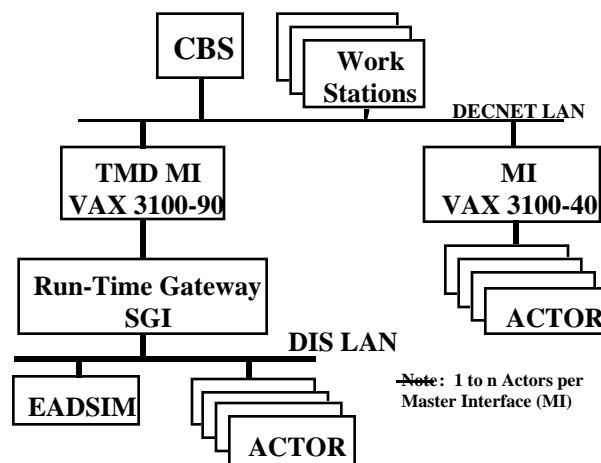 CBS
Work
Stations
DECNET LAN
TMD MI
VAX 3100-90
MI
VAX 3100-40
Run-Time Gateway
SGI
ACTOR
DIS LAN
EADSIM
ACTOR
Note: 1 to n Actors per
Master Interface (MI)